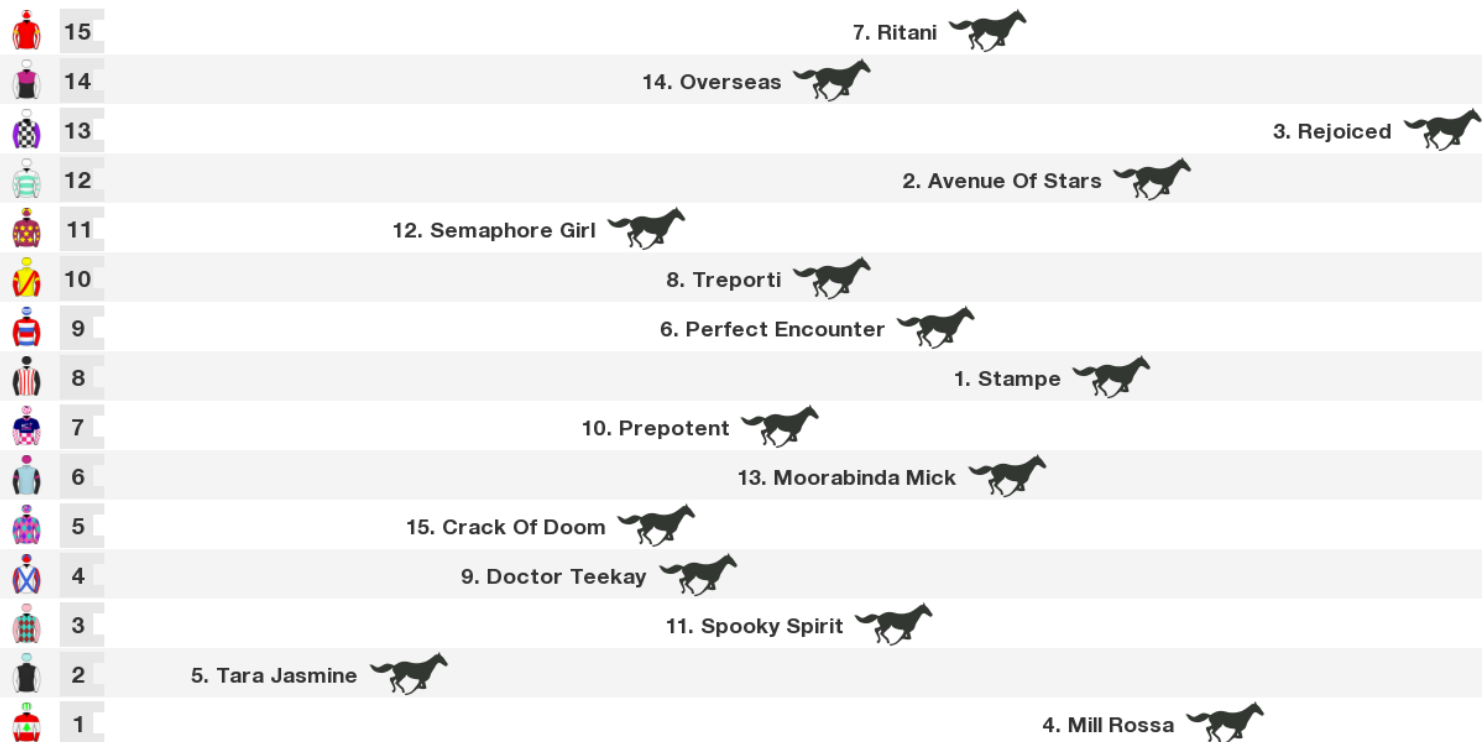 15 7. Ritani
14 14. Overseas
13 3. Rejoiced
12 2. Avenue Of Stars
11 12. Semaphore Girl
10 8. Treporti
9 6. Perfect Encounter
8 1. Stampe
7 10. Prepotent
6 13. Moorabinda Mick
5 15. Crack Of Doom
4 9. Doctor Teekay
3 11. Spooky Spirit
2 5. Tara Jasmine
1 4. Mill Rossa